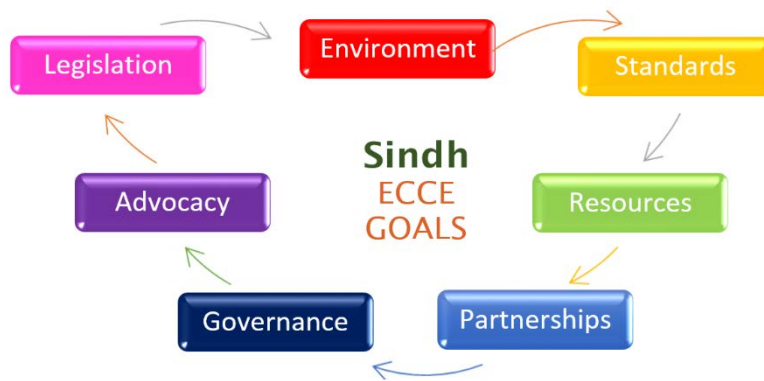 Environment
Legislation
Standards
Sindh
ECCE
GOALS
Advocacy
Resources
Governance
Partnerships